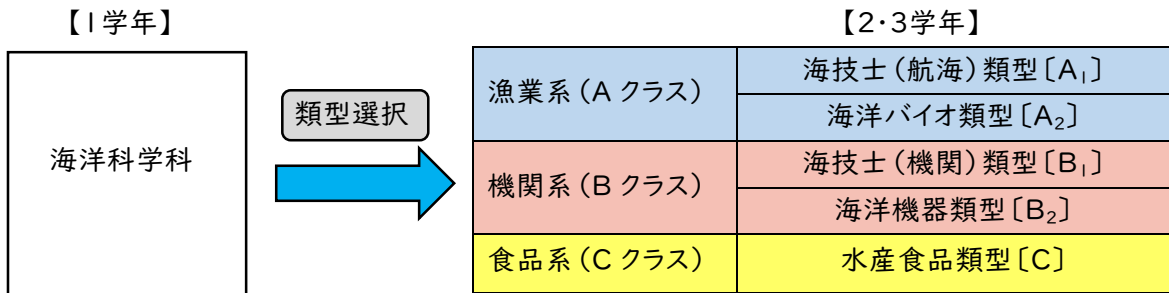 【1学年】
【2・3学年】
海洋科学科
類型選択
漁業系(Aクラス)
海技士(航海)類型〔A₁〕
海洋バイオ類型〔A₂〕
機関系(Bクラス)
海技士(機関)類型〔B₁〕
海洋機器類型〔B₂〕
食品系(Cクラス)
水産食品類型〔C〕